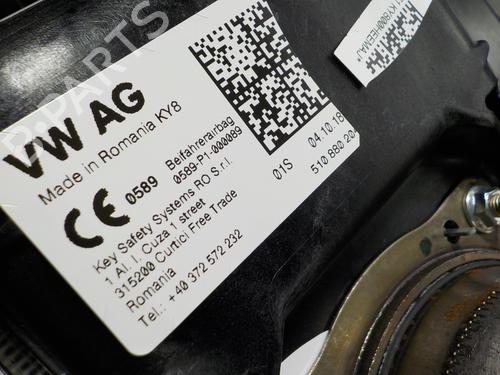 VW AG
Made in Romania KY8
CE 0589
Beifahrerairbag
0589-P1-000089
Key Safety Systems RO S.r.l.
1 Al. I. Cuza 1 street
315200 Curtici Free Trade
Romania
Tel.: +40 372 572 232
01S
04.10.18
510 880 204
PARTS